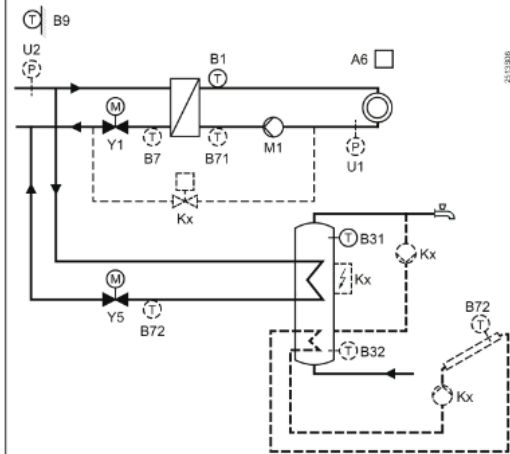 T B9
U2
P
B1
T
A6
2513S06
M
Y1
T
B7
T
B71
M1
P
U1
Kx
T B31
Kx
Kx
M
Y5
T
B72
T B32
B72
T
Kx